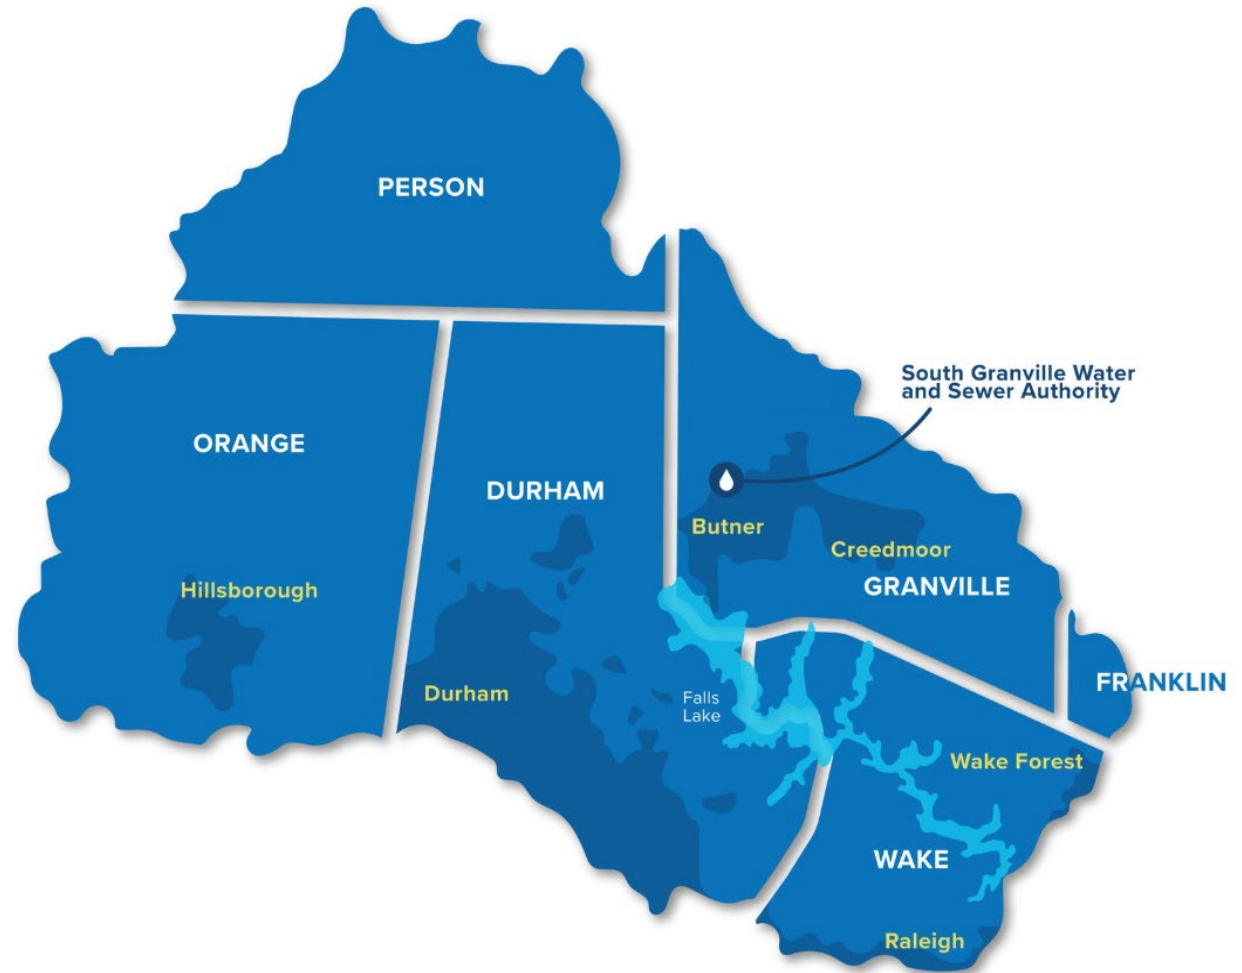 PERSON
South Granville Water
and Sewer Authority
ORANGE
DURHAM
Butner
Creedmoor
GRANVILLE
Hillsborough
FRANKLIN
Durham
Falls
Lake
Wake Forest
WAKE
Raleigh